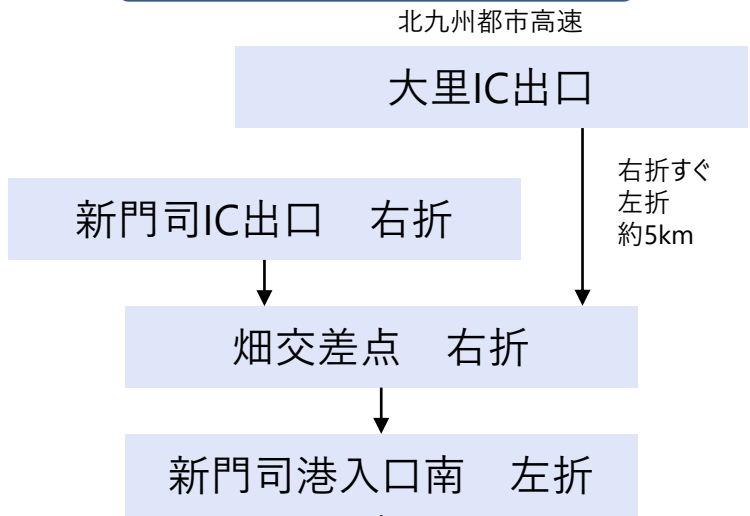 北九州都市高速
大里IC出口
右折すぐ
左折
約5km
新門司IC出口　右折
畑交差点　右折
新門司港入口南　左折